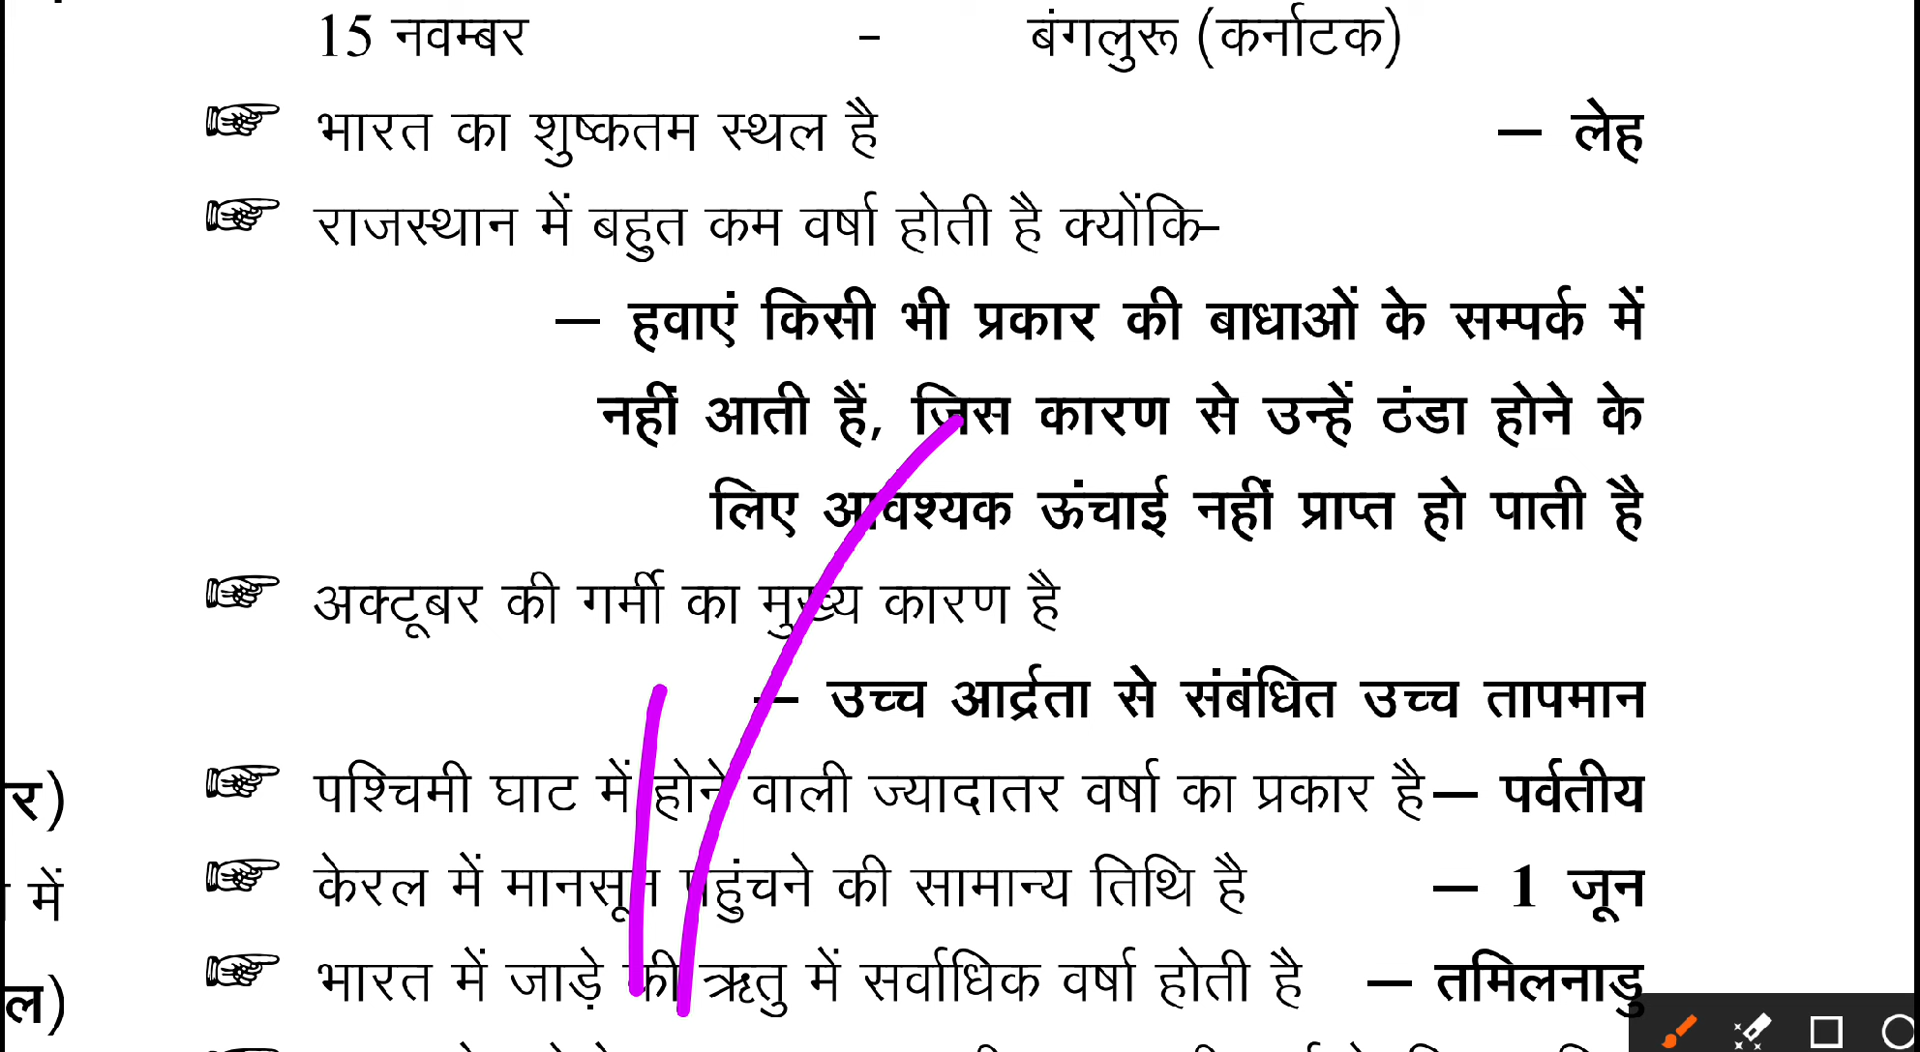 15 नवम्बर - बंगलुरू (कर्नाटक)
भारत का शुष्कतम स्थल है — लेह
राजस्थान में बहुत कम वर्षा होती है क्योंकि–
— हवाएं किसी भी प्रकार की बाधाओं के सम्पर्क में
नहीं आती हैं, जिस कारण से उन्हें ठंडा होने के
लिए आवश्यक ऊंचाई नहीं प्राप्त हो पाती है
अक्टूबर की गर्मी का मुख्य कारण है
— उच्च आर्द्रता से संबंधित उच्च तापमान
र) पश्चिमी घाट में होने वाली ज्यादातर वर्षा का प्रकार है — पर्वतीय
में केरल में मानसून पहुंचने की सामान्य तिथि है — 1 जून
ल) भारत में जाड़े की ऋतु में सर्वाधिक वर्षा होती है — तमिलनाडु